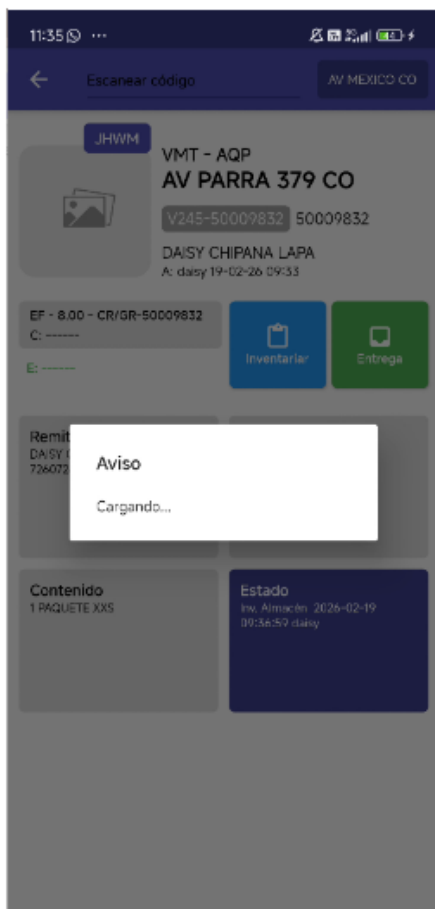 11:35 ...
Escanear código
AV MEXICO CO
JHWM
VMT - AQP
AV PARRA 379 CO
V245-50009832 50009832
DAISY CHIPANA LAPA
A: daisy 19-02-26 09:33
EF - 8.00 - CR/GR-50009832
C: ------
E: ------
Inventariar
Entrega
Remit
DAISY
726072
Aviso
Cargando...
Contenido
1 PAQUETE XXS
Estado
Inv. Almacén 2026-02-19
09:36:59 daisy